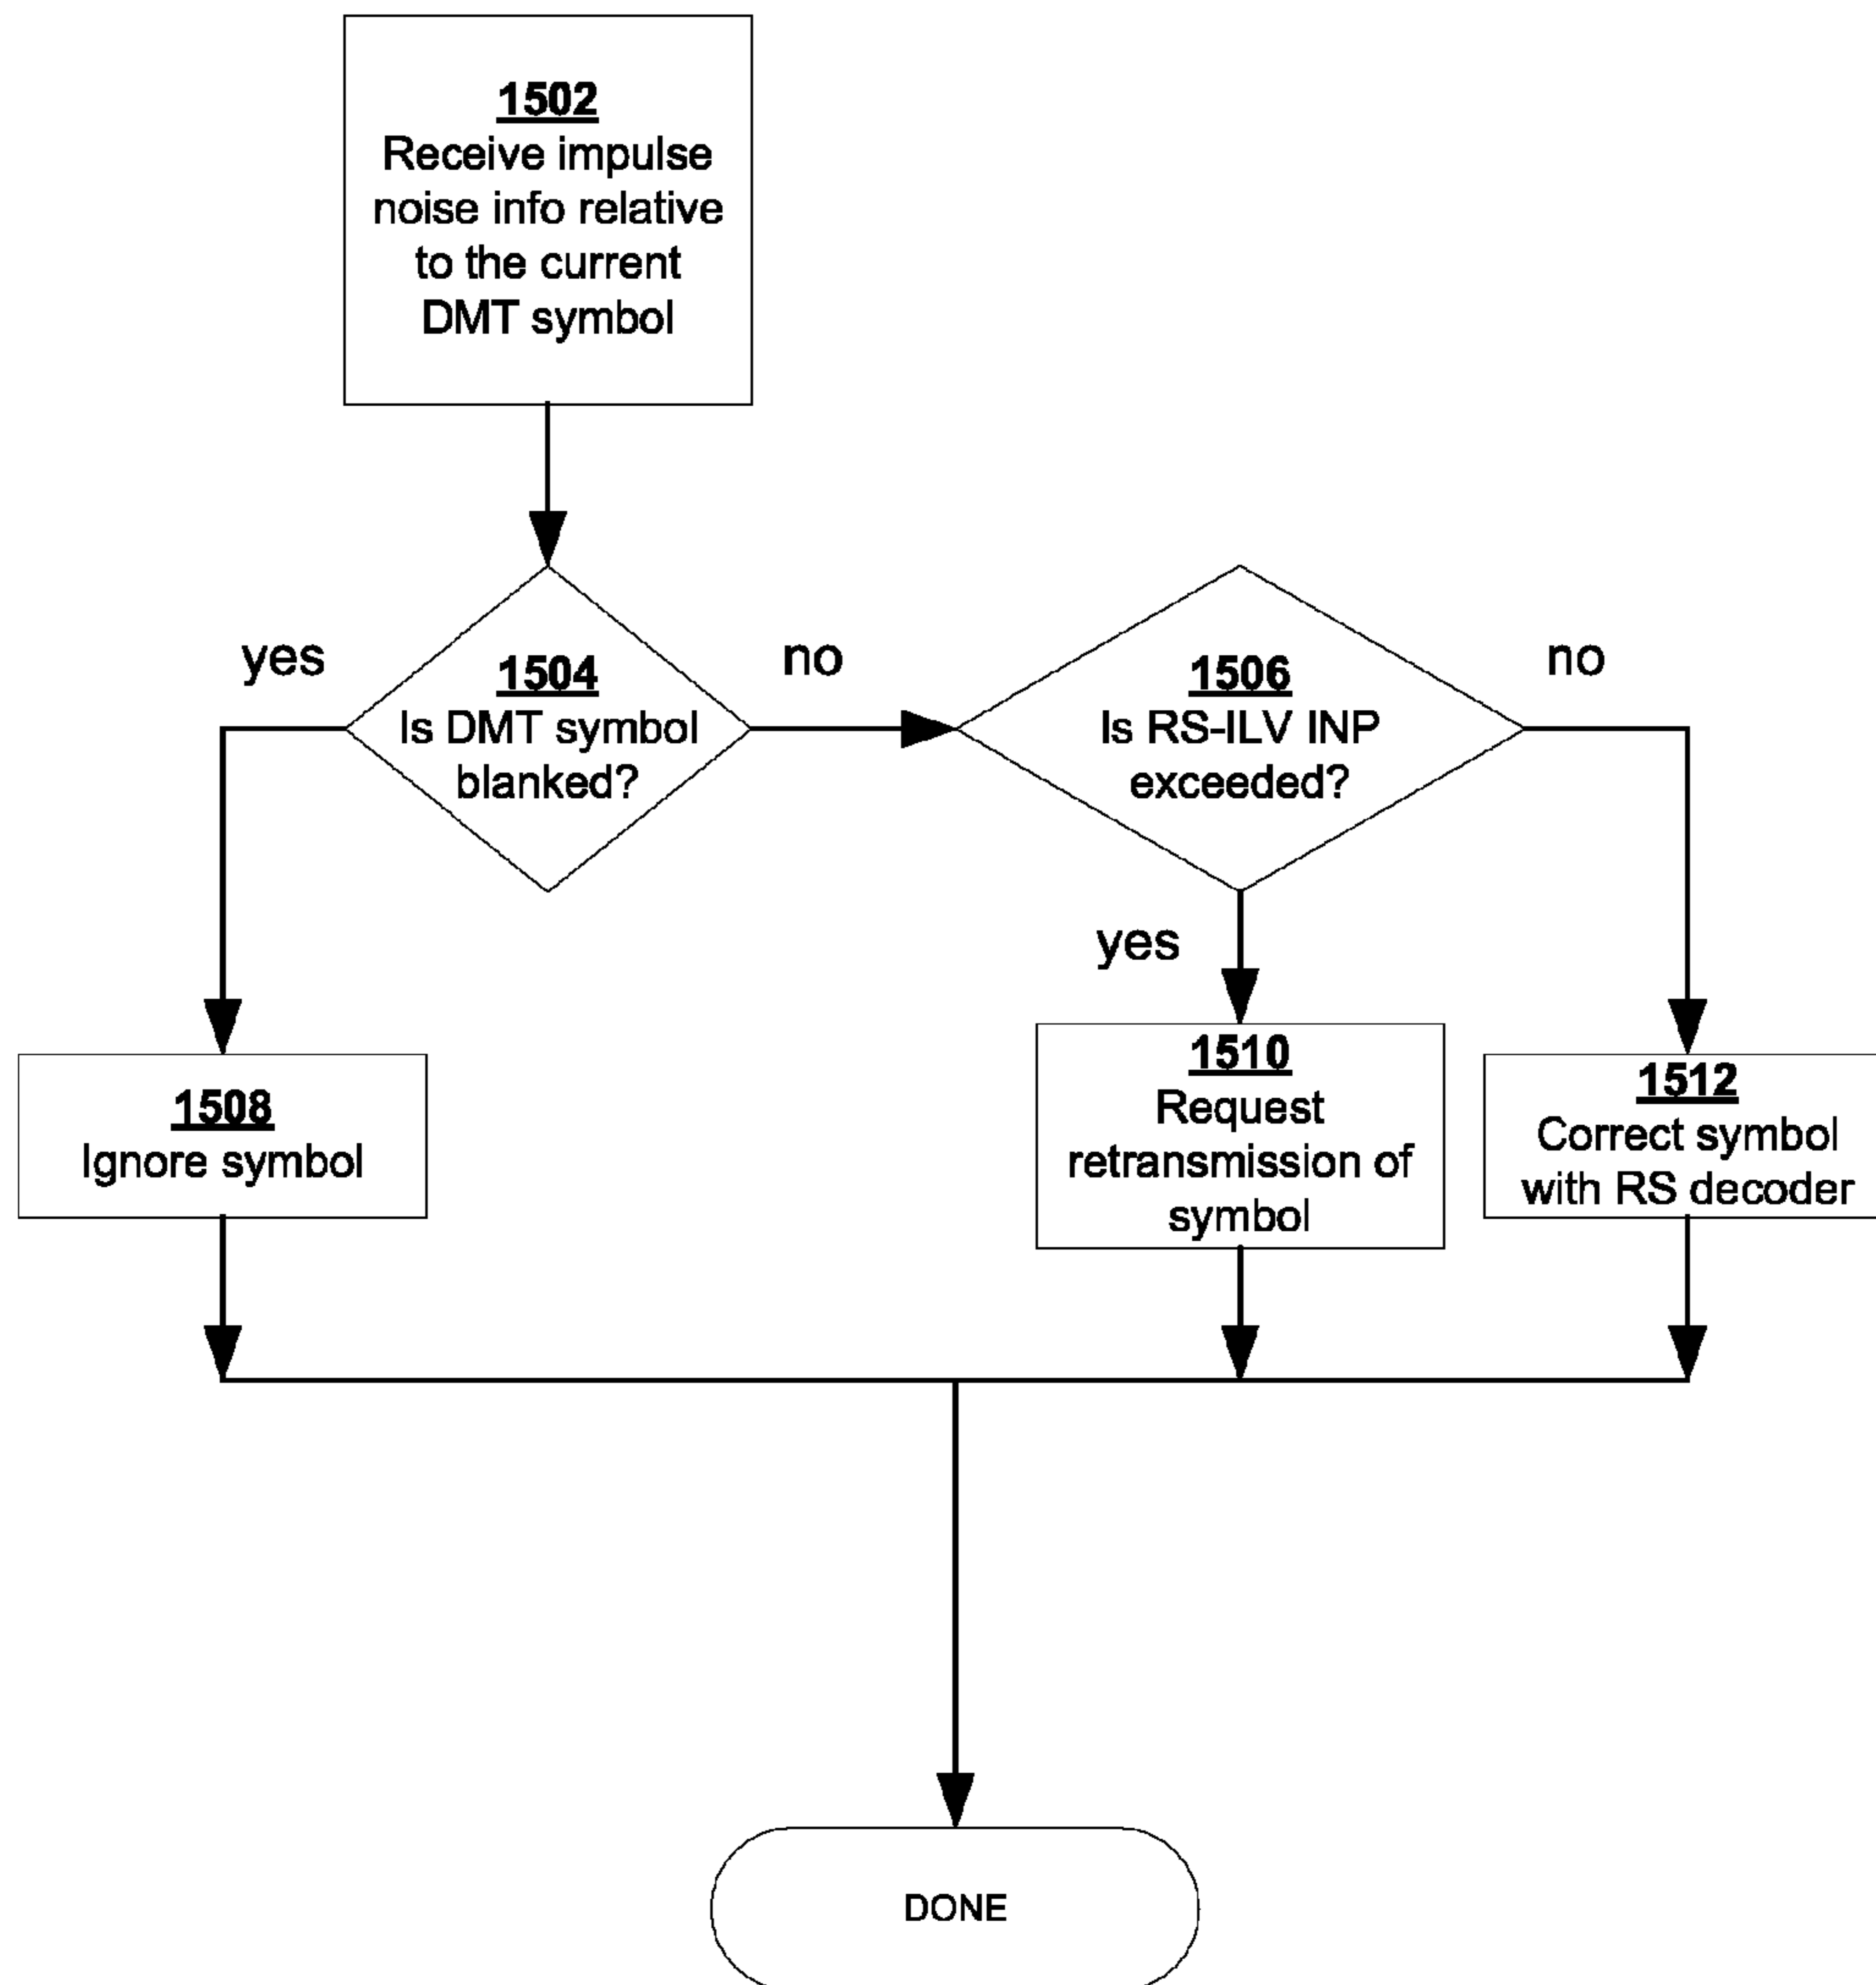 1502
Receive impulse
noise info relative
to the current
DMT symbol
yes
1504
Is DMT symbol
blanked?
no
1506
Is RS-ILV INP
exceeded?
no
yes
1508
Ignore symbol
1510
Request
retransmission of
symbol
1512
Correct symbol
with RS decoder
DONE